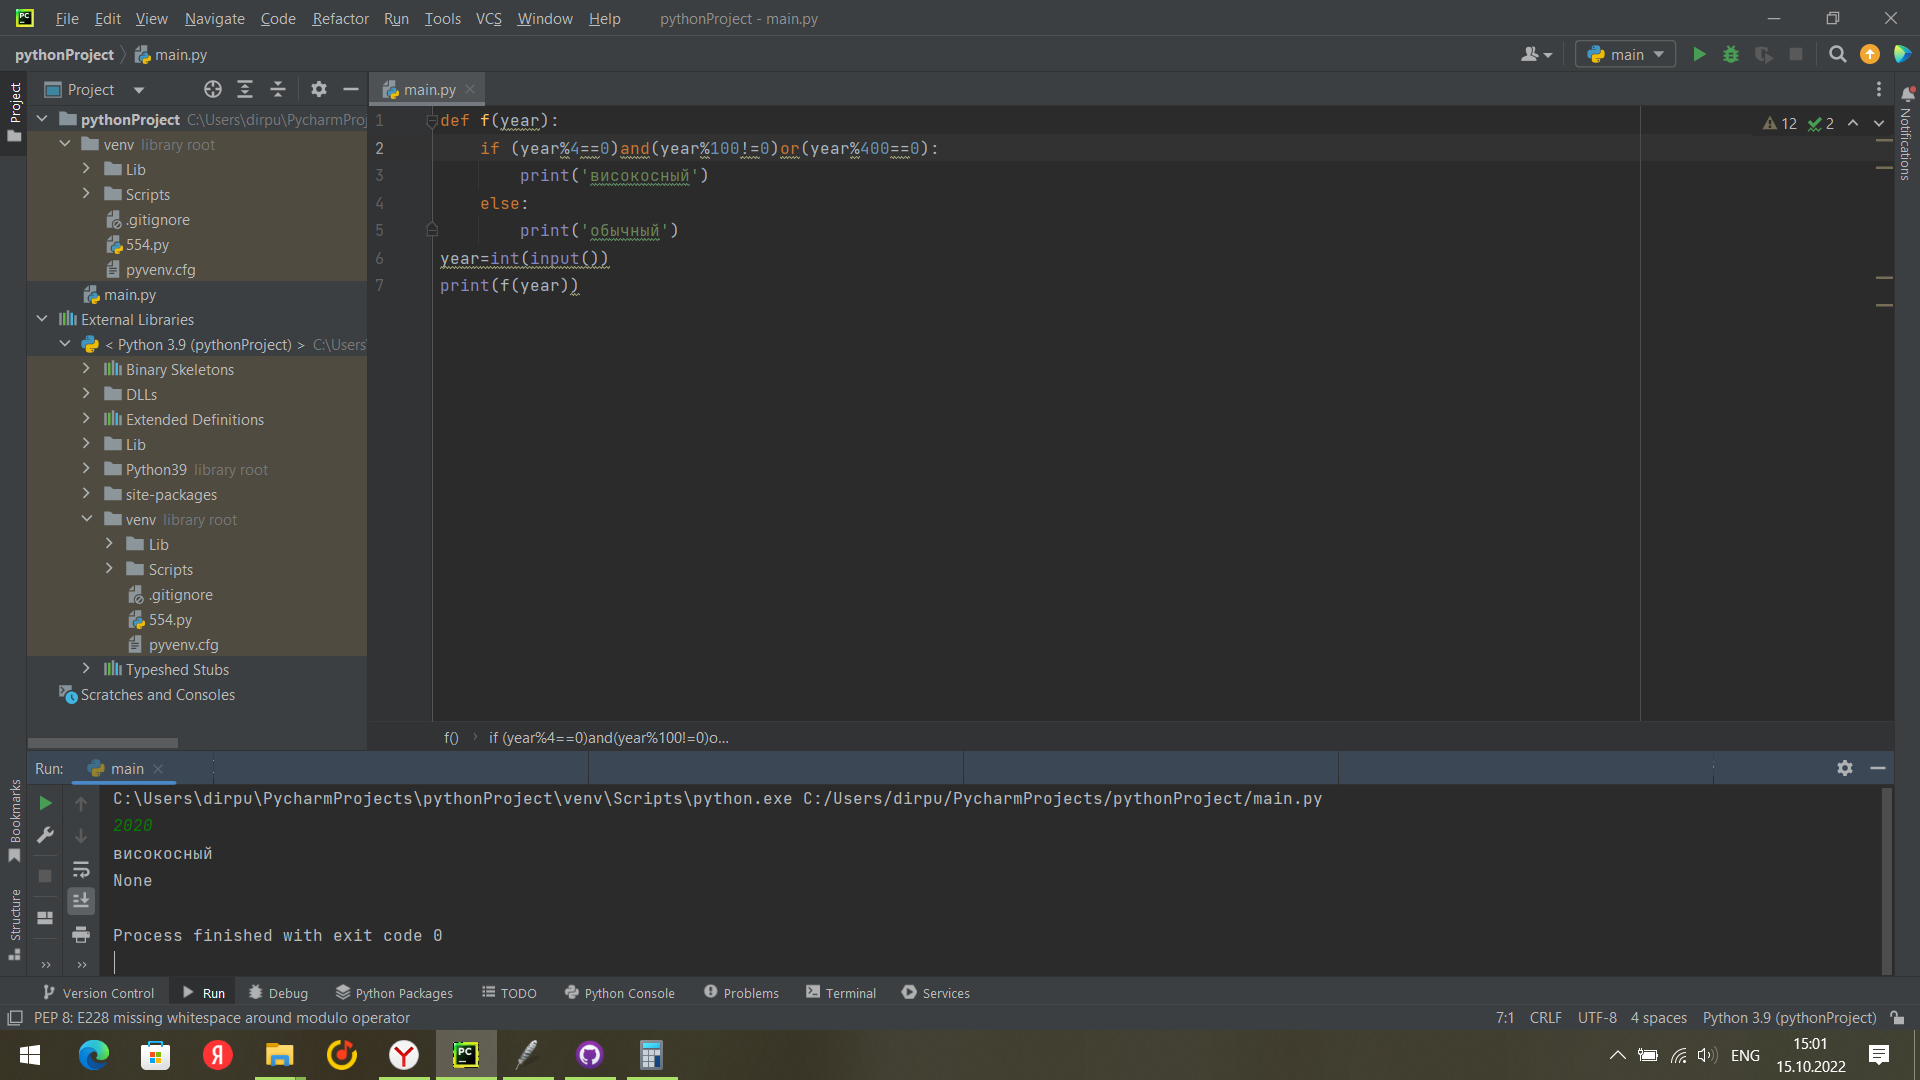 File Edit View Navigate Code Refactor Run Tools VCS Window Help pythonProject - main.py
pythonProject main.py
main
Project
Project
main.py
Notifications
pythonProject C:\Users\dirpu\PycharmProj
venv library root
Lib
Scripts
.gitignore
554.py
pyvenv.cfg
main.py
External Libraries
< Python 3.9 (pythonProject) > C:\Users
Binary Skeletons
DLLs
Extended Definitions
Lib
Python39 library root
site-packages
venv library root
Lib
Scripts
.gitignore
554.py
pyvenv.cfg
Typeshed Stubs
Scratches and Consoles
12 2
1 def f(year):
2 if (year%4==0)and(year%100!=0)or(year%400==0):
3 print('високосный')
4 else:
5 print('обычный')
6 year=int(input())
7 print(f(year))
f() if (year%4==0)and(year%100!=0)o...
Run: main
Bookmarks
Structure
C:\Users\dirpu\PycharmProjects\pythonProject\venv\Scripts\python.exe C:/Users/dirpu/PycharmProjects/pythonProject/main.py
2020
високосный
None
Process finished with exit code 0
Version Control Run Debug Python Packages TODO Python Console Problems Terminal Services
PEP 8: E228 missing whitespace around modulo operator 7:1 CRLF UTF-8 4 spaces Python 3.9 (pythonProject)
ENG 15:01
15.10.2022